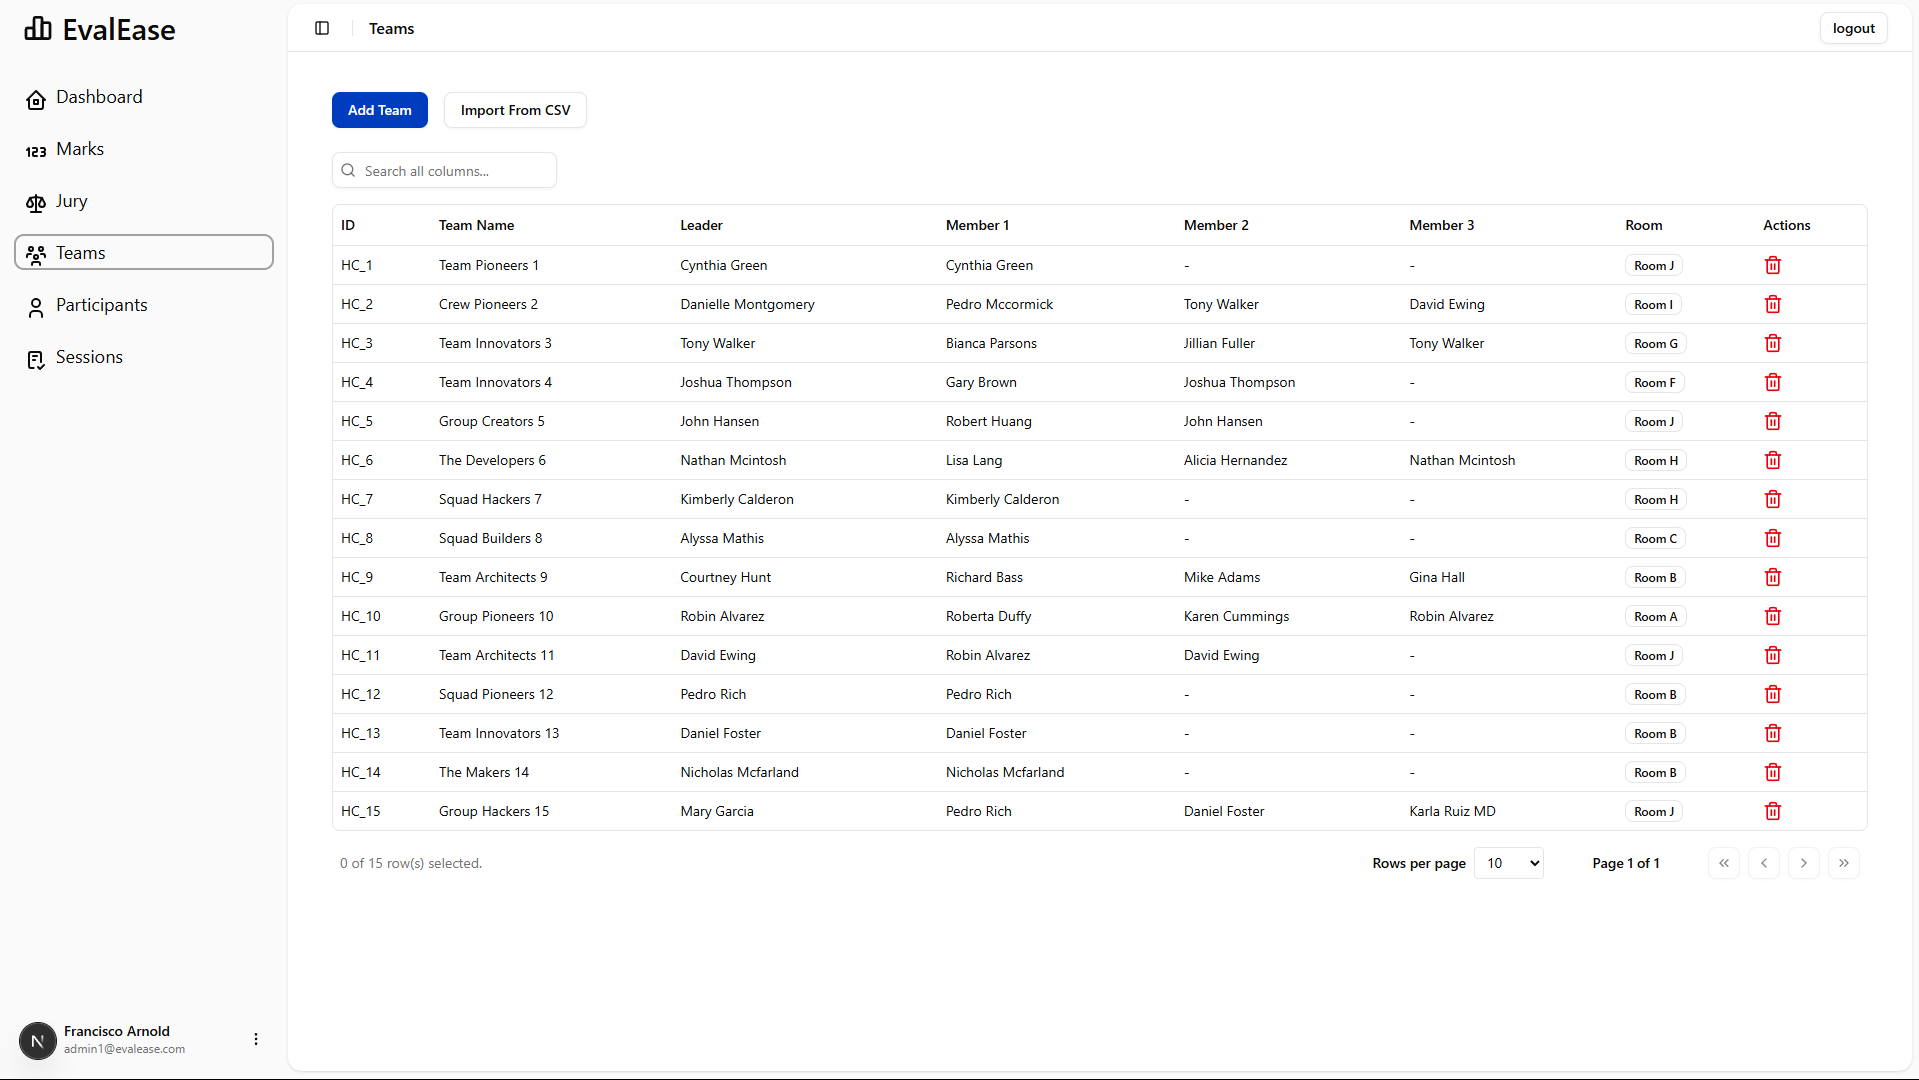 EvalEase
Dashboard
123 Marks
Jury
Teams
Participants
Sessions
N
Francisco Arnold
admin1@evalease.com
Teams
logout
Add Team
Import From CSV
Search all columns...
ID Team Name Leader Member 1 Member 2 Member 3 Room Actions
HC_1 Team Pioneers 1 Cynthia Green Cynthia Green - - Room J
HC_2 Crew Pioneers 2 Danielle Montgomery Pedro Mccormick Tony Walker David Ewing Room I
HC_3 Team Innovators 3 Tony Walker Bianca Parsons Jillian Fuller Tony Walker Room G
HC_4 Team Innovators 4 Joshua Thompson Gary Brown Joshua Thompson - Room F
HC_5 Group Creators 5 John Hansen Robert Huang John Hansen - Room J
HC_6 The Developers 6 Nathan Mcintosh Lisa Lang Alicia Hernandez Nathan Mcintosh Room H
HC_7 Squad Hackers 7 Kimberly Calderon Kimberly Calderon - - Room H
HC_8 Squad Builders 8 Alyssa Mathis Alyssa Mathis - - Room C
HC_9 Team Architects 9 Courtney Hunt Richard Bass Mike Adams Gina Hall Room B
HC_10 Group Pioneers 10 Robin Alvarez Roberta Duffy Karen Cummings Robin Alvarez Room A
HC_11 Team Architects 11 David Ewing Robin Alvarez David Ewing - Room J
HC_12 Squad Pioneers 12 Pedro Rich Pedro Rich - - Room B
HC_13 Team Innovators 13 Daniel Foster Daniel Foster - - Room B
HC_14 The Makers 14 Nicholas Mcfarland Nicholas Mcfarland - - Room B
HC_15 Group Hackers 15 Mary Garcia Pedro Rich Daniel Foster Karla Ruiz MD Room J
0 of 15 row(s) selected.
Rows per page 10 Page 1 of 1